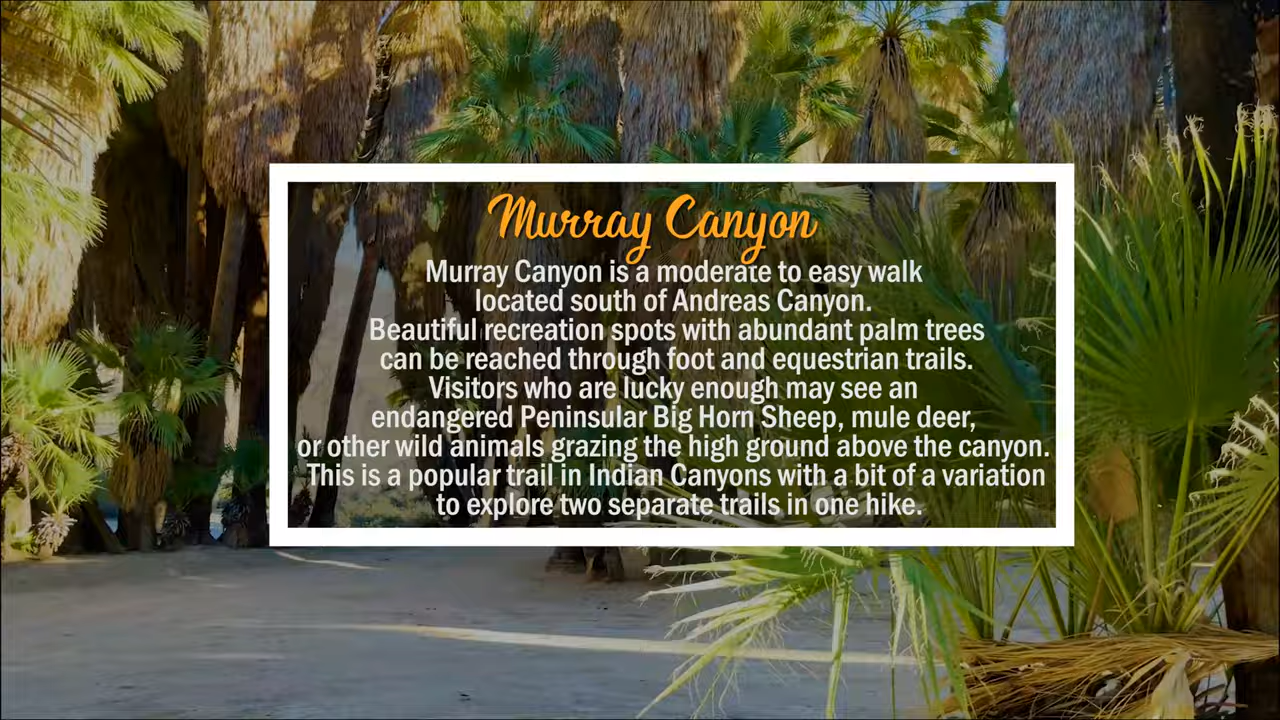 Murray Canyon
Murray Canyon is a moderate to easy walk
located south of Andreas Canyon.
Beautiful recreation spots with abundant palm trees
can be reached through foot and equestrian trails.
Visitors who are lucky enough may see an
endangered Peninsular Big Horn Sheep, mule deer,
or other wild animals grazing the high ground above the canyon.
This is a popular trail in Indian Canyons with a bit of a variation
to explore two separate trails in one hike.